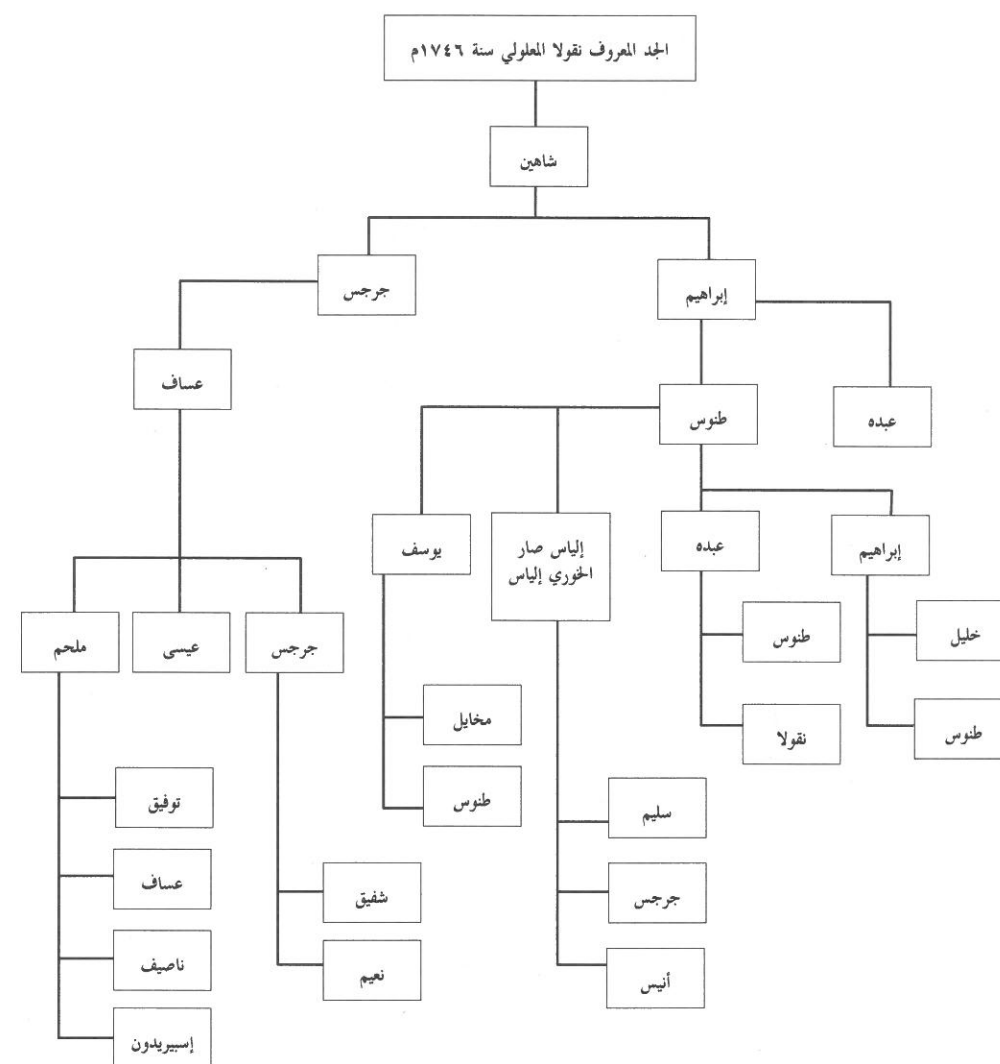 الجد المعروف نقولا المعلولي سنة ١٧٤٦م
شاهين
إبراهيم
جرجس
عبده
طنوس
عساف
إبراهيم
عبده
إلياس صار
الخوري إلياس
يوسف
خليل
طنوس
طنوس
نقولا
جرجس
عيسى
ملحم
مخايل
طنوس
سليم
جرجس
أنيس
شفيق
نعيم
توفيق
عساف
ناصيف
إسبيريدون